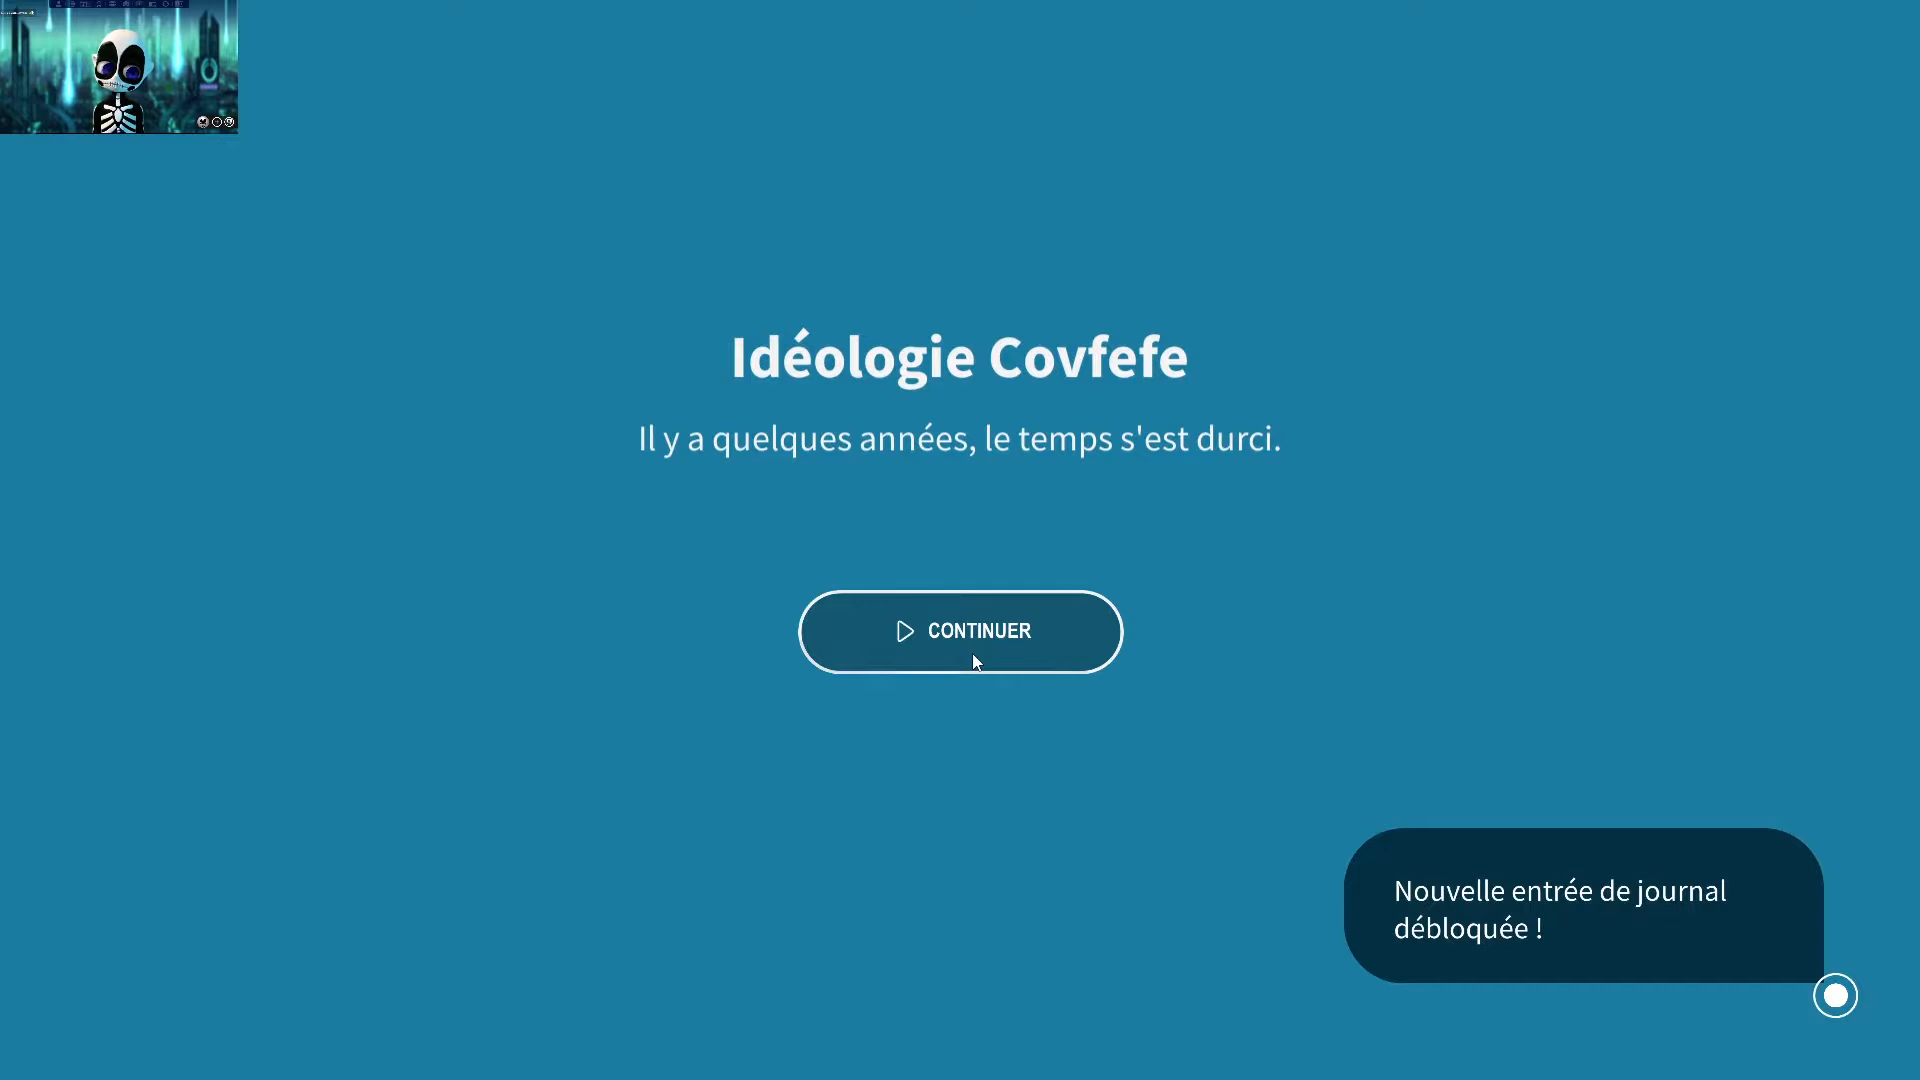 Idéologie Covfefe
Il y a quelques années, le temps s'est durci.
CONTINUER
Nouvelle entrée de journal
débloquée !